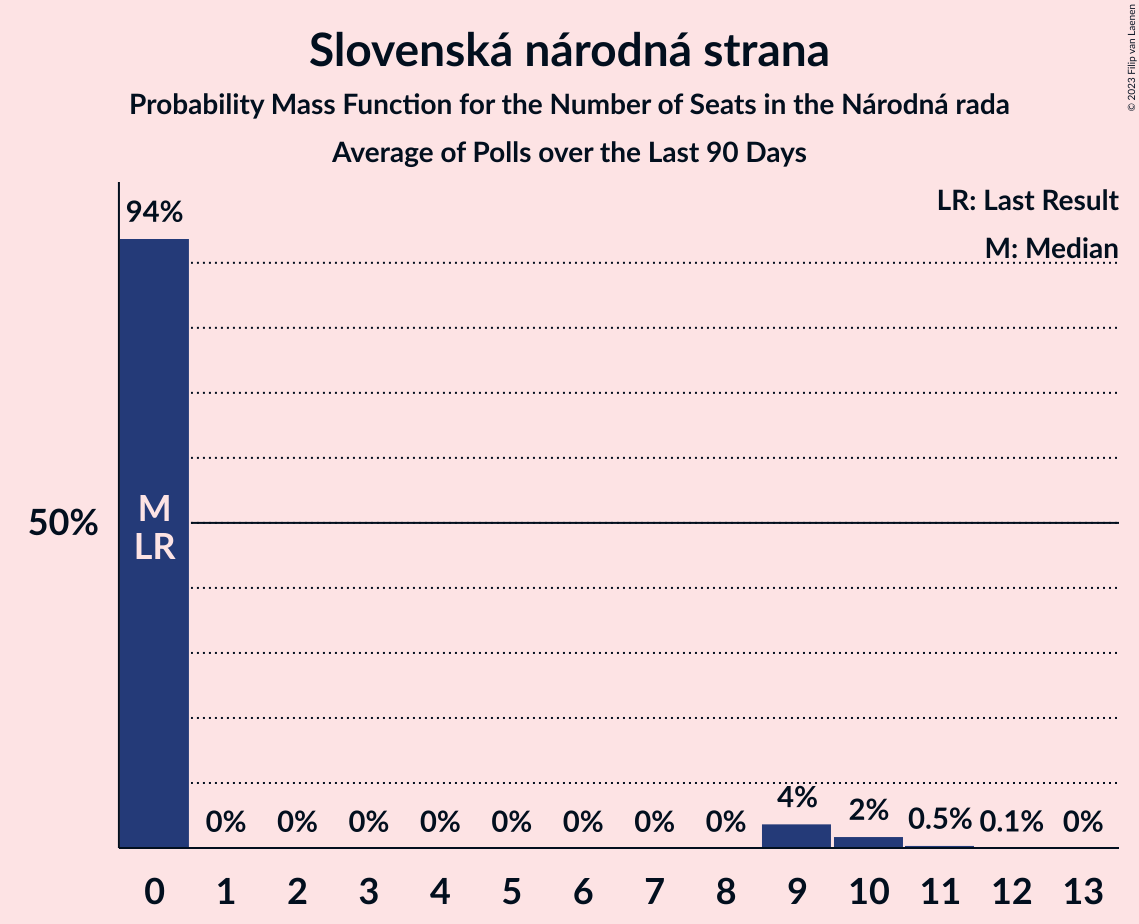 Slovenská národná strana
Probability Mass Function for the Number of Seats in the Národná rada
Average of Polls over the Last 90 Days
© 2023 Filip van Laenen
LR: Last Result
M: Median
94%
50%
M
LR
0% 0% 0% 0% 0% 0% 0% 0% 4% 2% 0.5% 0.1% 0%
0 1 2 3 4 5 6 7 8 9 10 11 12 13